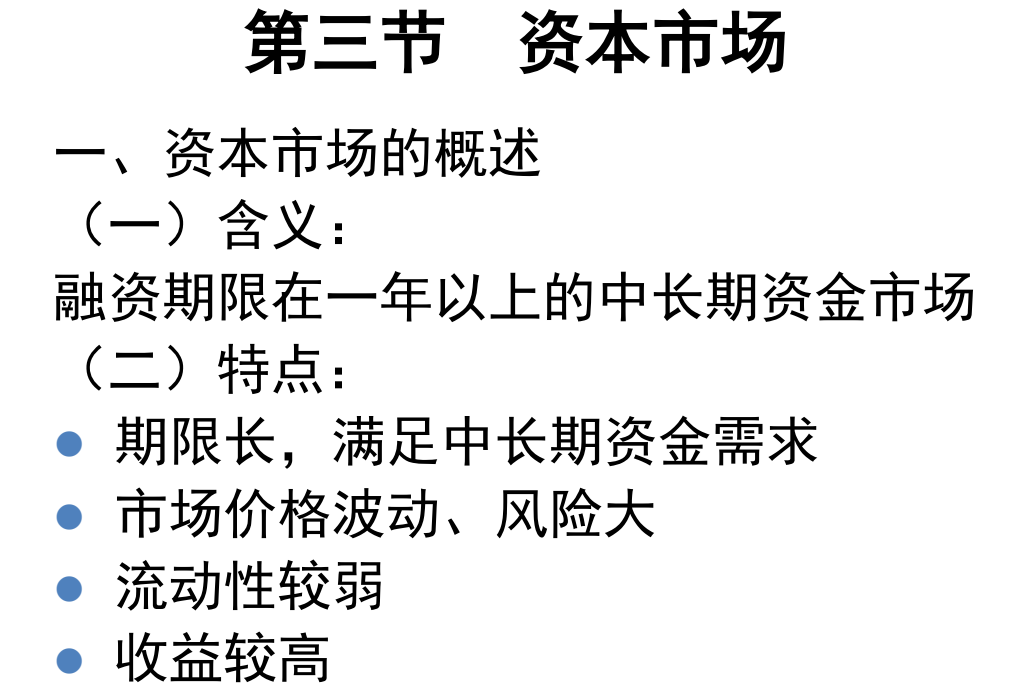 第三节　资本市场
一、资本市场的概述
（一）含义：
融资期限在一年以上的中长期资金市场
（二）特点：
● 期限长，满足中长期资金需求
● 市场价格波动、风险大
● 流动性较弱
● 收益较高